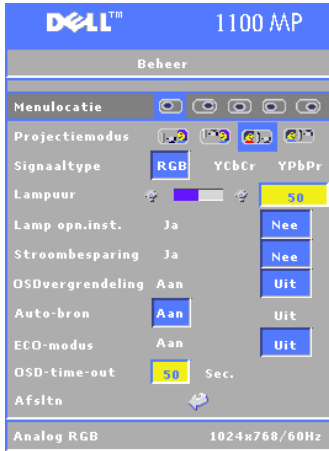 DELL™ 1100 MP
Beheer
Menulocatie
Projectiemodus
Signaaltype RGB YCbCr YPbPr
Lampuur 50
Lamp opn.inst. Ja Nee
Stroombesparing Ja Nee
OSDvergrendeling Aan Uit
Auto-bron Aan Uit
ECO-modus Aan Uit
OSD-time-out 50 Sec.
Afsltn
Analog RGB 1024x768/60Hz